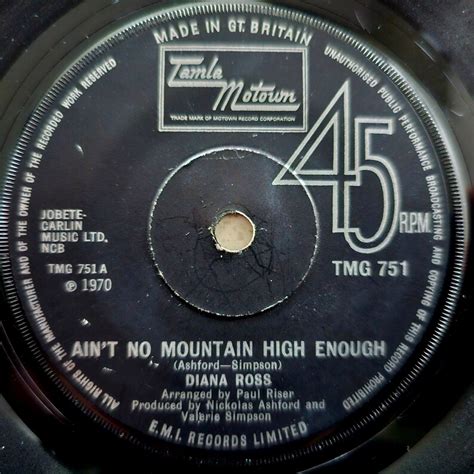 MADE IN GT. BRITAIN
Tamla
Motown
TRADE MARK OF MOTOWN RECORD CORPORATION
UNAUTHORISED PUBLIC PERFORMANCE BROADCASTING AND COPYING OF THIS RECORD PROHIBITED
ALL RIGHTS OF THE MANUFACTURER AND OF THE OWNER OF THE RECORDED WORK RESERVED
45
R.P.M.
JOBETE-
CARLIN
MUSIC LTD.
NCB
TMG 751 A
℗ 1970
TMG 751
AIN'T NO MOUNTAIN HIGH ENOUGH
(Ashford—Simpson)
DIANA ROSS
Arranged by Paul Riser
Produced by Nickolas Ashford and
Valerie Simpson
E.M.I. RECORDS LIMITED